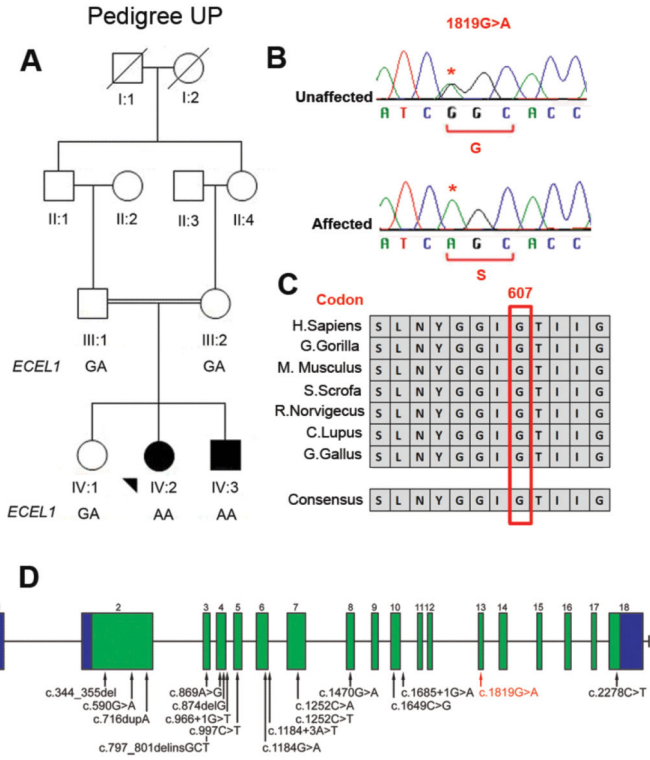 Pedigree UP
A
I:1 I:2
II:1 II:2 II:3 II:4
III:1 III:2
ECEL1 GA GA
IV:1 IV:2 IV:3
ECEL1 GA AA AA
B
1819G>A
*
Unaffected
A T C G G C A C C
G
*
Affected
A T C A G C A C C
S
C
Codon 607
H.Sapiens S L N Y G G I G T I I G
G.Gorilla S L N Y G G I G T I I G
M. Musculus S L N Y G G I G T I I G
S.Scrofa S L N Y G G I G T I I G
R.Norvigecus S L N Y G G I G T I I G
C.Lupus S L N Y G G I G T I I G
G.Gallus S L N Y G G I G T I I G
Consensus S L N Y G G I G T I I G
D
2 3 4 5 6 7 8 9 10 11 12 13 14 15 16 17 18
c.344_355del c.869A>G c.1470G>A c.1685+1G>A c.1819G>A c.2278C>T
c.590G>A c.874delG c.1252C>A c.1649C>G
c.716dupA c.966+1G>T c.1252C>T
c.997C>T c.1184+3A>T
c.797_801delinsGCT c.1184G>A